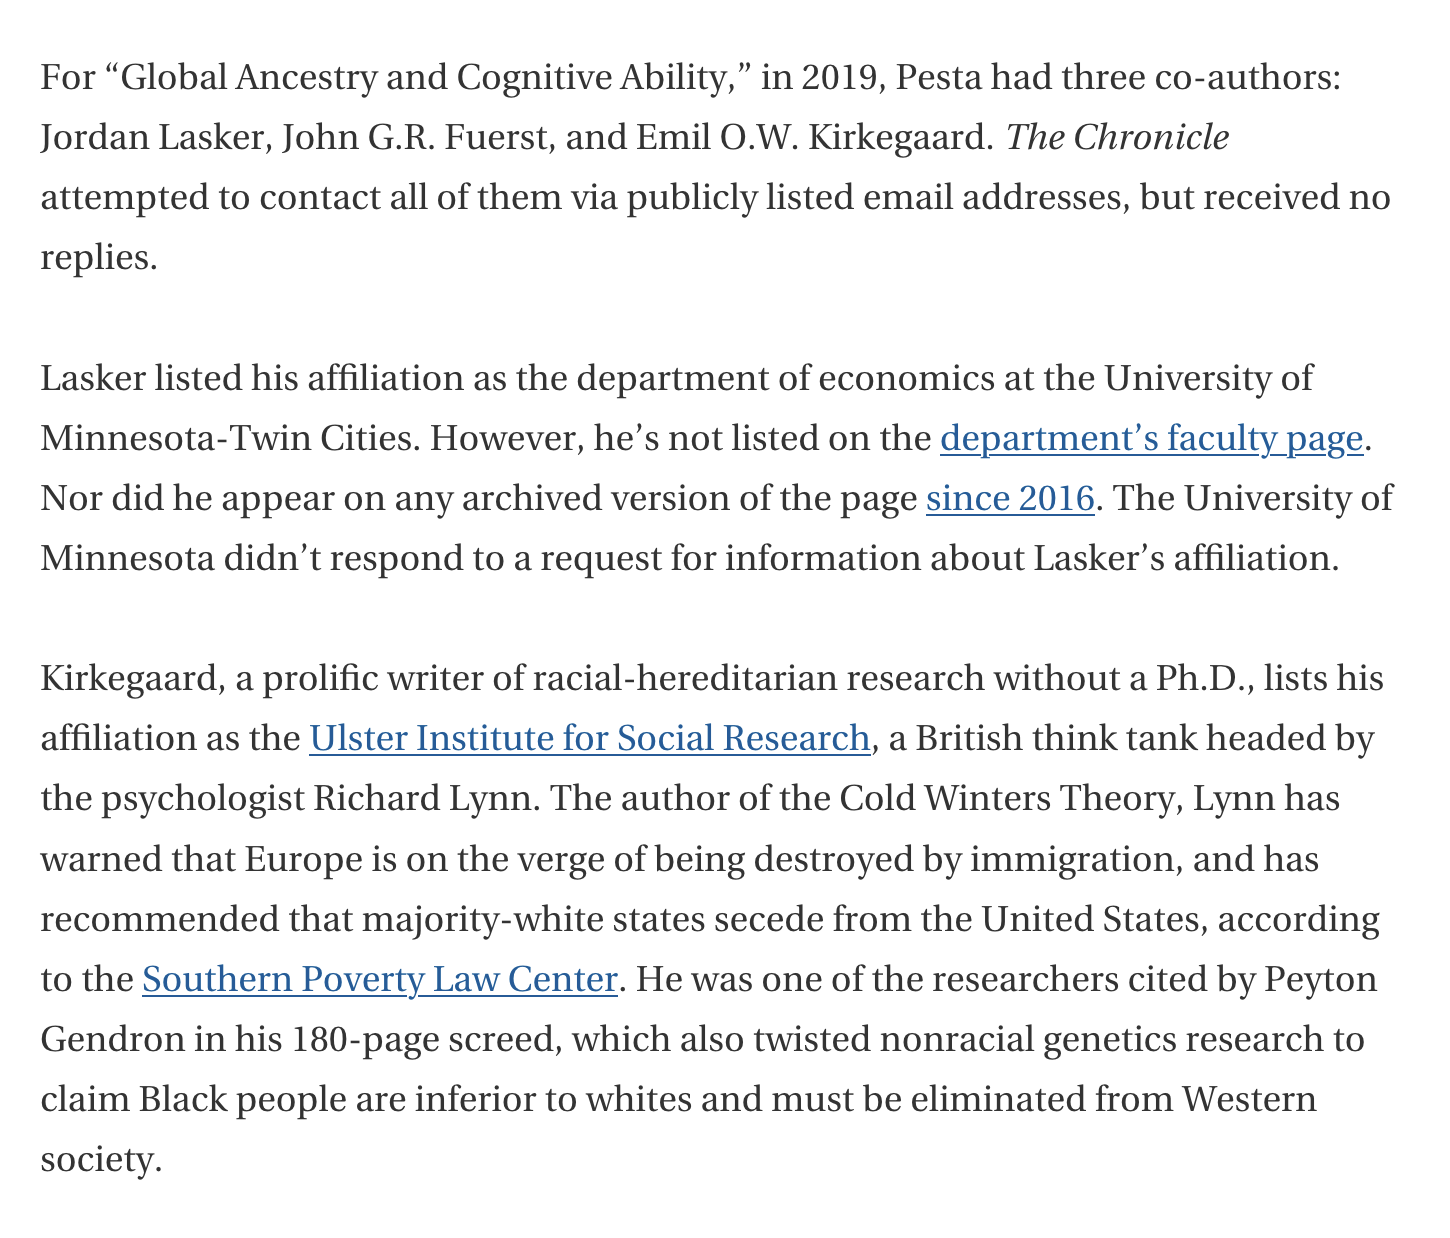 For “Global Ancestry and Cognitive Ability,” in 2019, Pesta had three co-authors:
Jordan Lasker, John G.R. Fuerst, and Emil O.W. Kirkegaard. The Chronicle
attempted to contact all of them via publicly listed email addresses, but received no
replies.
Lasker listed his affiliation as the department of economics at the University of
Minnesota-Twin Cities. However, he’s not listed on the department’s faculty page.
Nor did he appear on any archived version of the page since 2016. The University of
Minnesota didn’t respond to a request for information about Lasker’s affiliation.
Kirkegaard, a prolific writer of racial-hereditarian research without a Ph.D., lists his
affiliation as the Ulster Institute for Social Research, a British think tank headed by
the psychologist Richard Lynn. The author of the Cold Winters Theory, Lynn has
warned that Europe is on the verge of being destroyed by immigration, and has
recommended that majority-white states secede from the United States, according
to the Southern Poverty Law Center. He was one of the researchers cited by Peyton
Gendron in his 180-page screed, which also twisted nonracial genetics research to
claim Black people are inferior to whites and must be eliminated from Western
society.